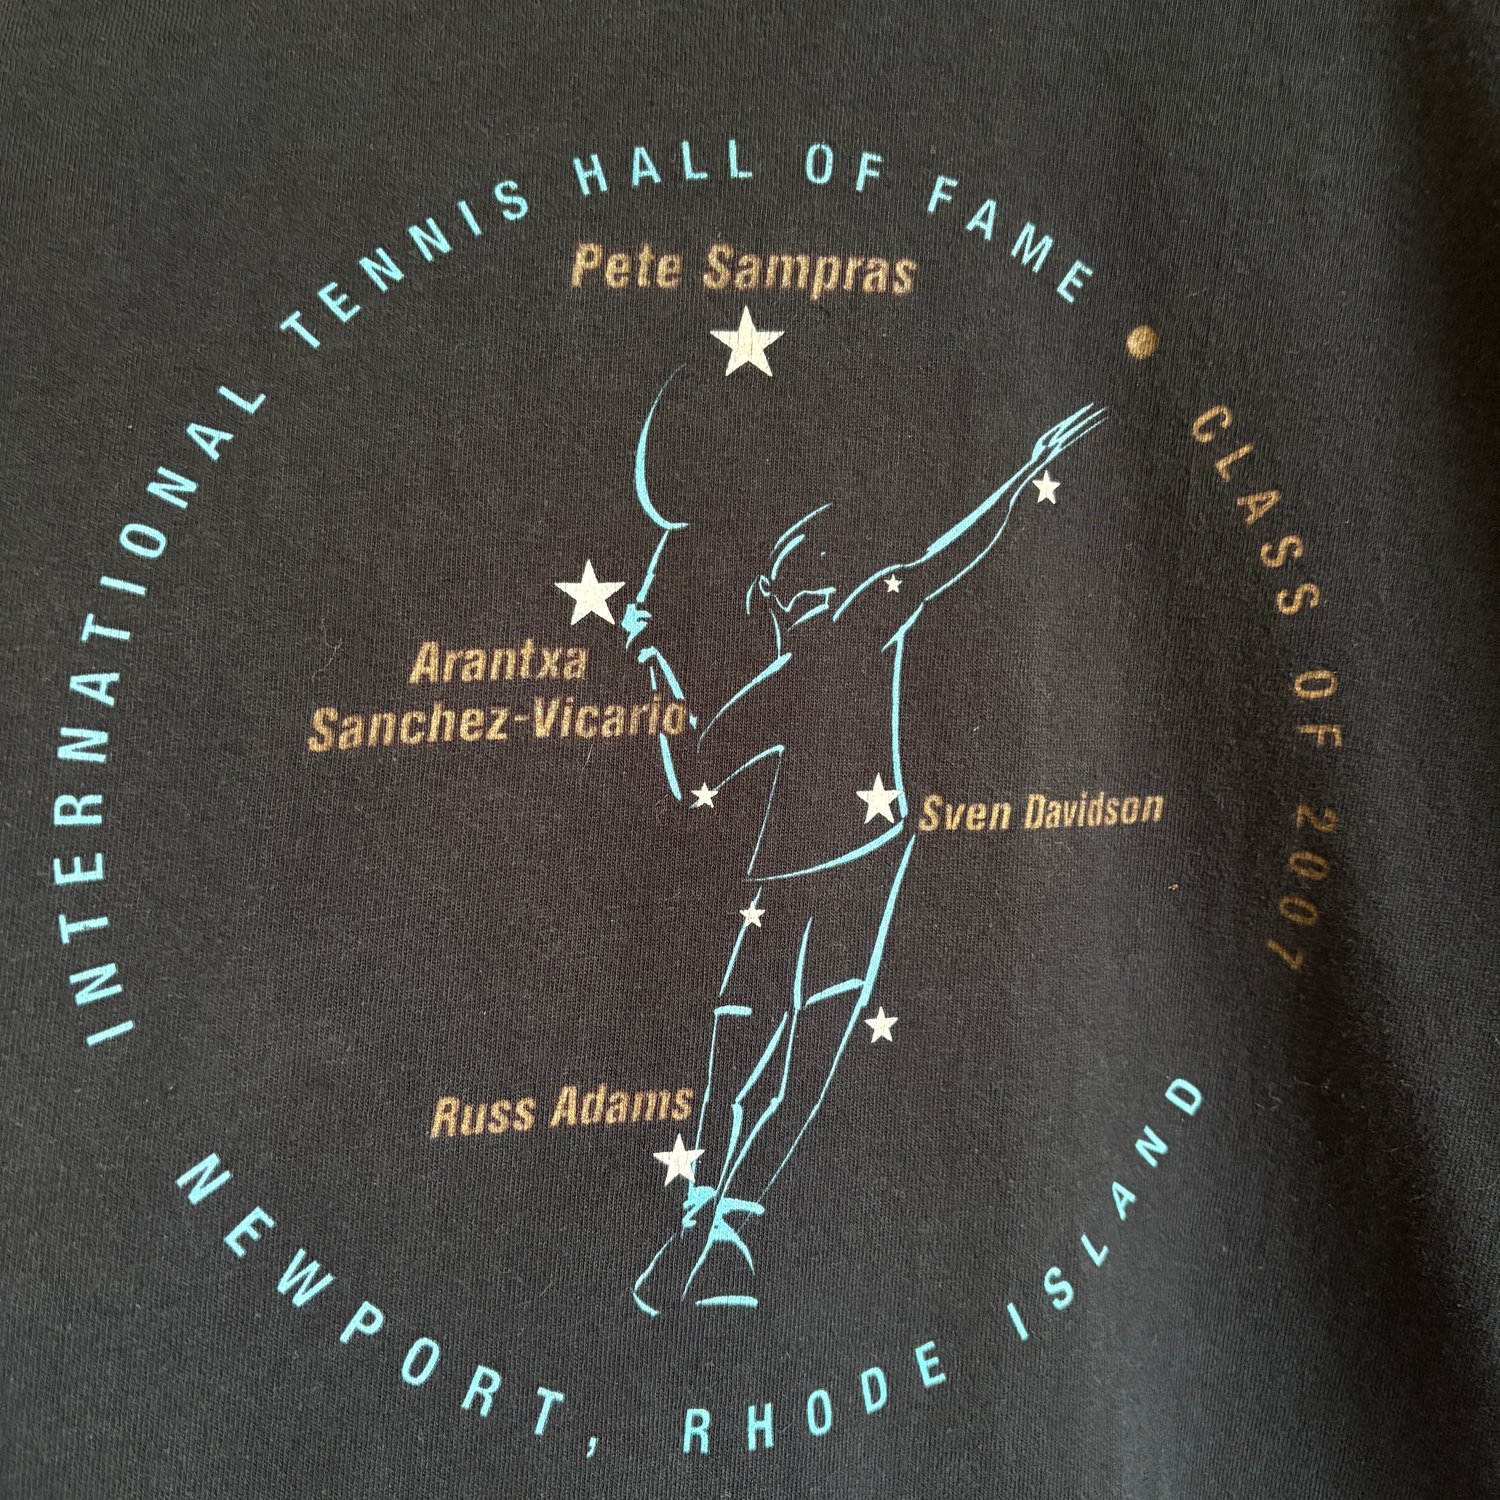 INTERNATIONAL TENNIS HALL OF FAME • CLASS OF 2007
Pete Sampras
Arantxa
Sanchez-Vicario
Sven Davidson
Russ Adams
NEWPORT, RHODE ISLAND